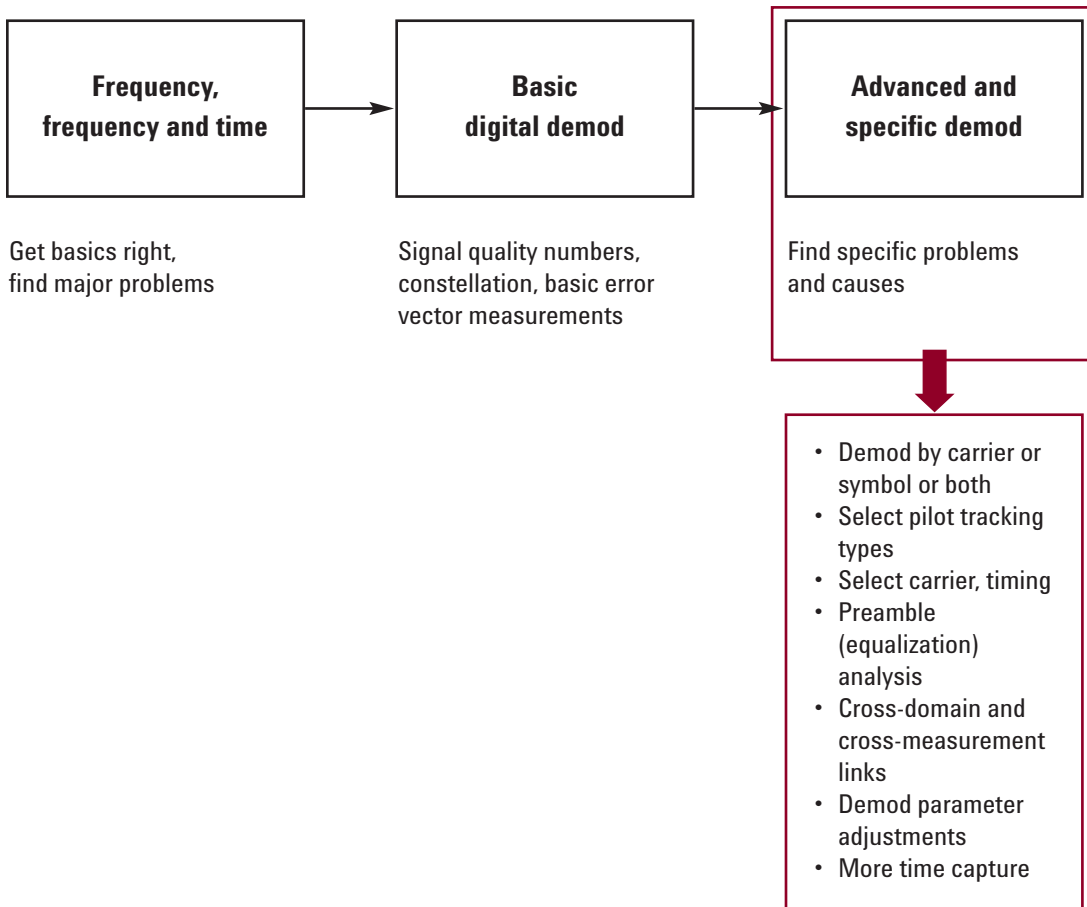 Frequency,
frequency and time
Basic
digital demod
Advanced and
specific demod
Get basics right,
find major problems
Signal quality numbers,
constellation, basic error
vector measurements
Find specific problems
and causes
• Demod by carrier or
symbol or both
• Select pilot tracking
types
• Select carrier, timing
• Preamble
(equalization)
analysis
• Cross-domain and
cross-measurement
links
• Demod parameter
adjustments
• More time capture